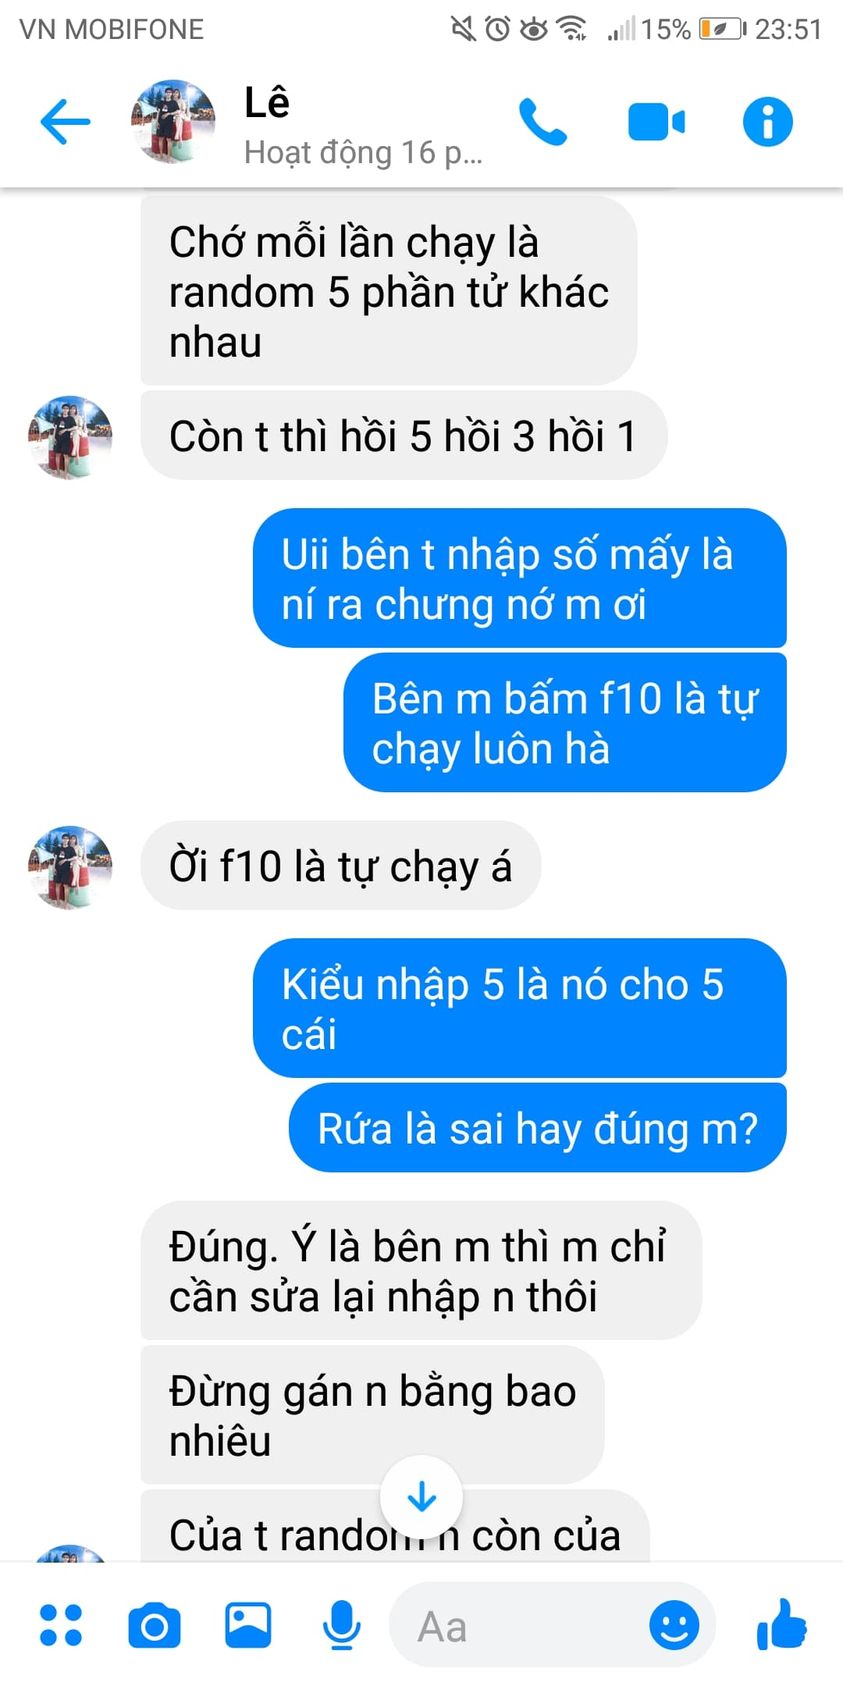 VN MOBIFONE 15% 23:51
Lê
Hoạt động 16 p...
Chớ mỗi lần chạy là
random 5 phần tử khác
nhau
Còn t thì hồi 5 hồi 3 hồi 1
Uii bên t nhập số mấy là
ní ra chưng nớ m ơi
Bên m bấm f10 là tự
chạy luôn hà
Ời f10 là tự chạy á
Kiểu nhập 5 là nó cho 5
cái
Rứa là sai hay đúng m?
Đúng. Ý là bên m thì m chỉ
cần sửa lại nhập n thôi
Đừng gán n bằng bao
nhiêu
Của t random n còn của
Aa